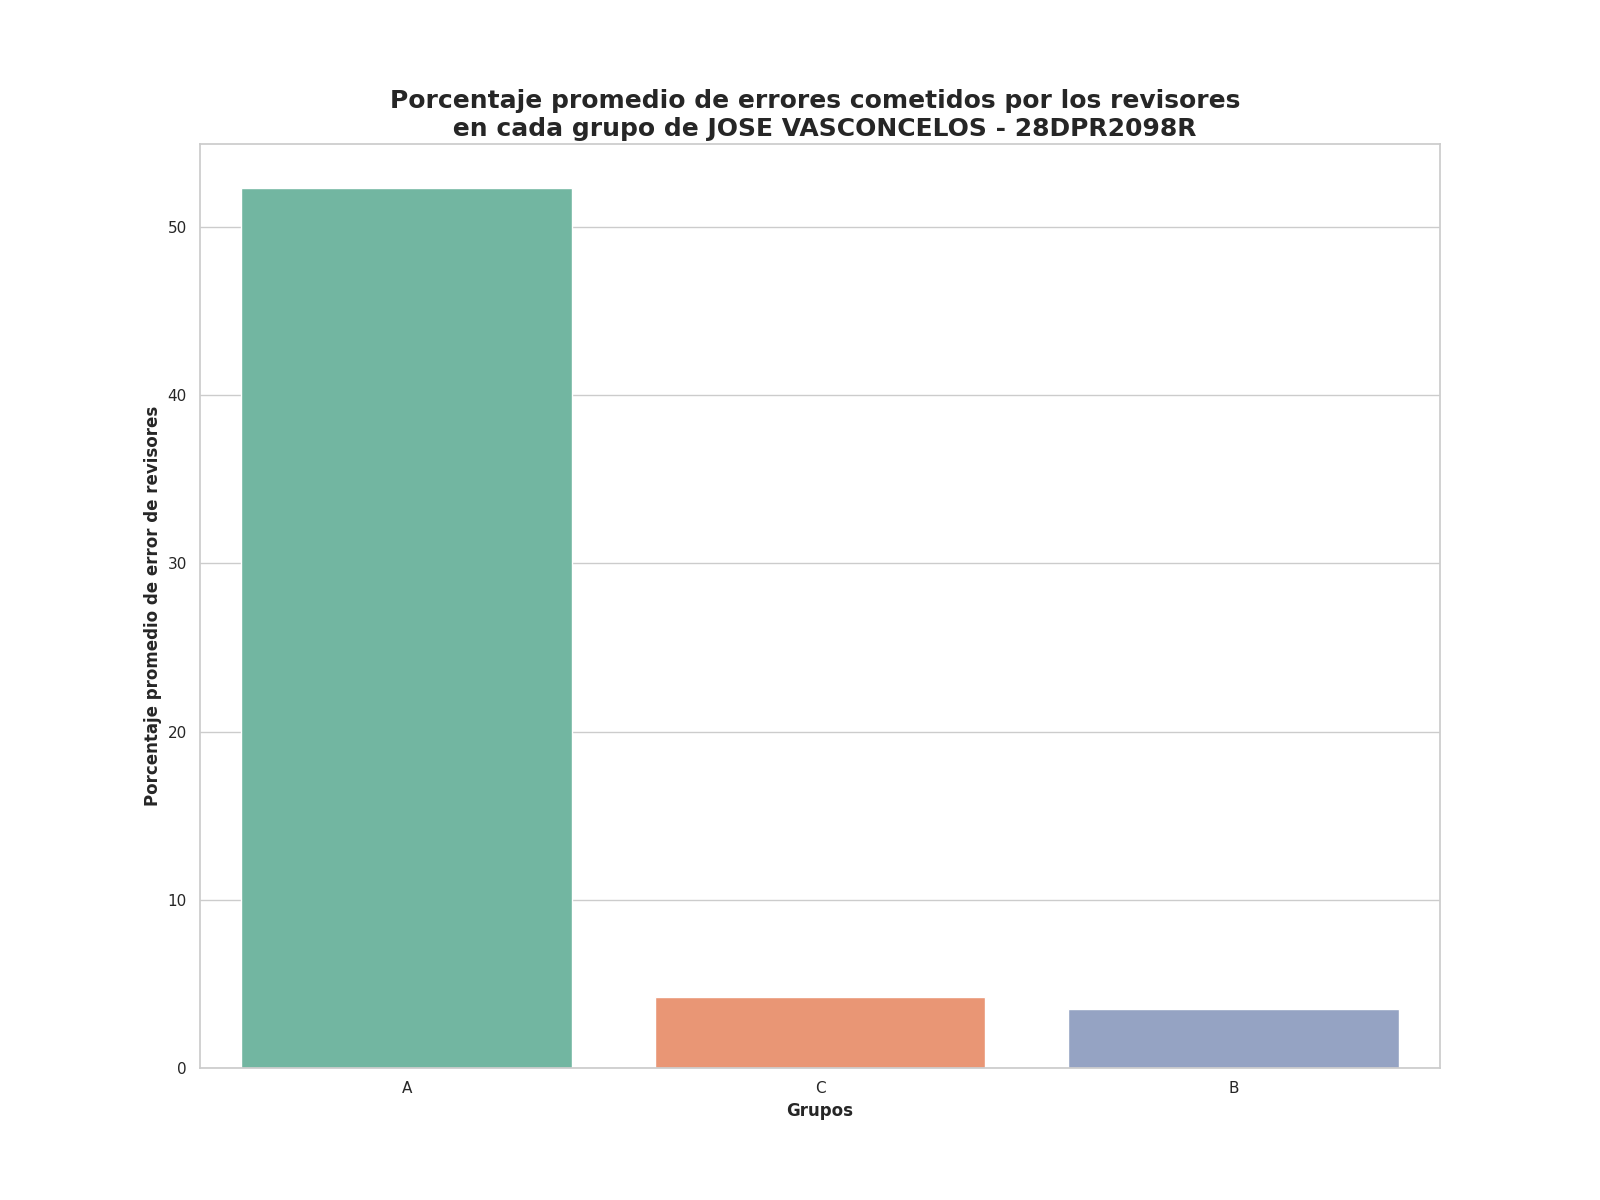 Porcentaje promedio de errores cometidos por los revisores
en cada grupo de JOSE VASCONCELOS - 28DPR2098R
Porcentaje promedio de error de revisores
50
40
30
20
10
0
A
C
B
Grupos